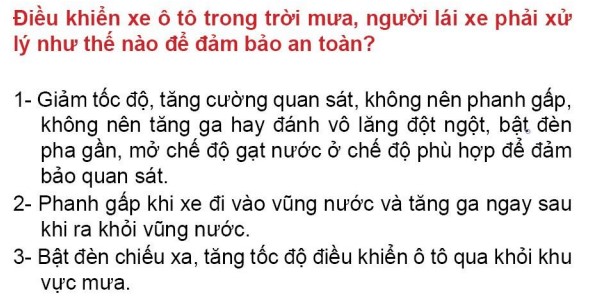 Điều khiển xe ô tô trong trời mưa, người lái xe phải xử
lý như thế nào để đảm bảo an toàn?
1- Giảm tốc độ, tăng cường quan sát, không nên phanh gấp,
không nên tăng ga hay đánh vô lăng đột ngột, bật đèn
pha gần, mở chế độ gạt nước ở chế độ phù hợp để đảm
bảo quan sát.
2- Phanh gấp khi xe đi vào vũng nước và tăng ga ngay sau
khi ra khỏi vũng nước.
3- Bật đèn chiếu xa, tăng tốc độ điều khiển ô tô qua khỏi khu
vực mưa.